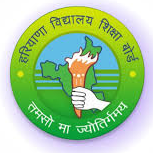 हरियाणा विद्यालय शिक्षा बोर्ड
तमसो मा ज्योतिर्गमय